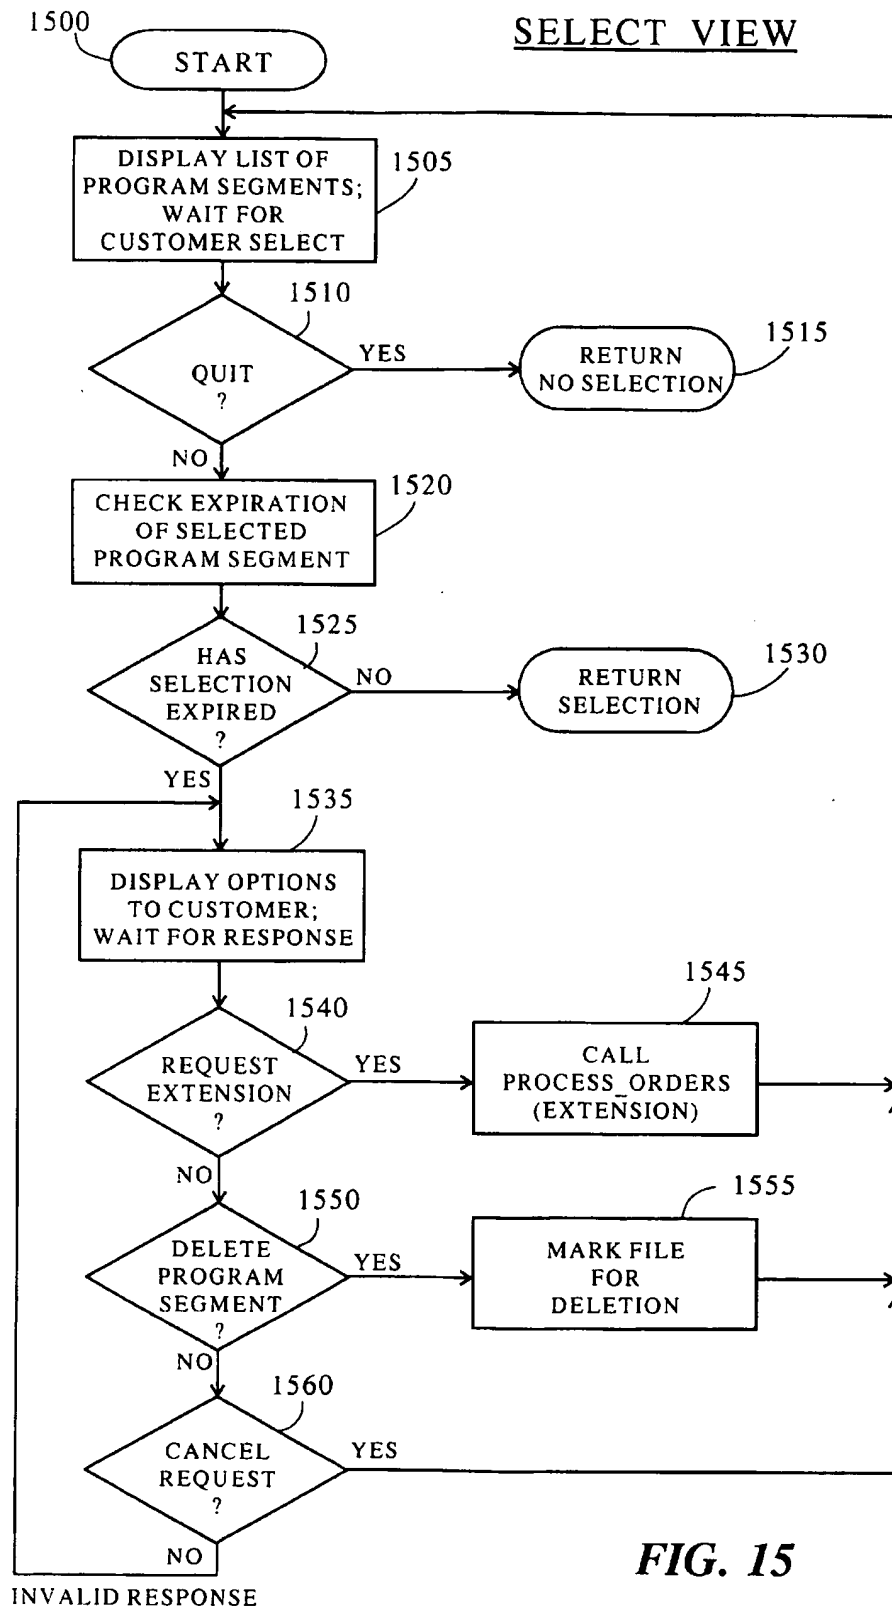 SELECT VIEW
1500
START
DISPLAY LIST OF
PROGRAM SEGMENTS;
WAIT FOR
CUSTOMER SELECT
1505
1510
QUIT
?
YES
RETURN
NO SELECTION
1515
NO
CHECK EXPIRATION
OF SELECTED
PROGRAM SEGMENT
1520
1525
HAS
SELECTION
EXPIRED
?
NO
RETURN
SELECTION
1530
YES
1535
DISPLAY OPTIONS
TO CUSTOMER;
WAIT FOR RESPONSE
1540
REQUEST
EXTENSION
?
YES
1545
CALL
PROCESS_ORDERS
(EXTENSION)
NO
1550
DELETE
PROGRAM
SEGMENT
?
YES
1555
MARK FILE
FOR
DELETION
NO
1560
CANCEL
REQUEST
?
YES
NO
INVALID RESPONSE
FIG. 15